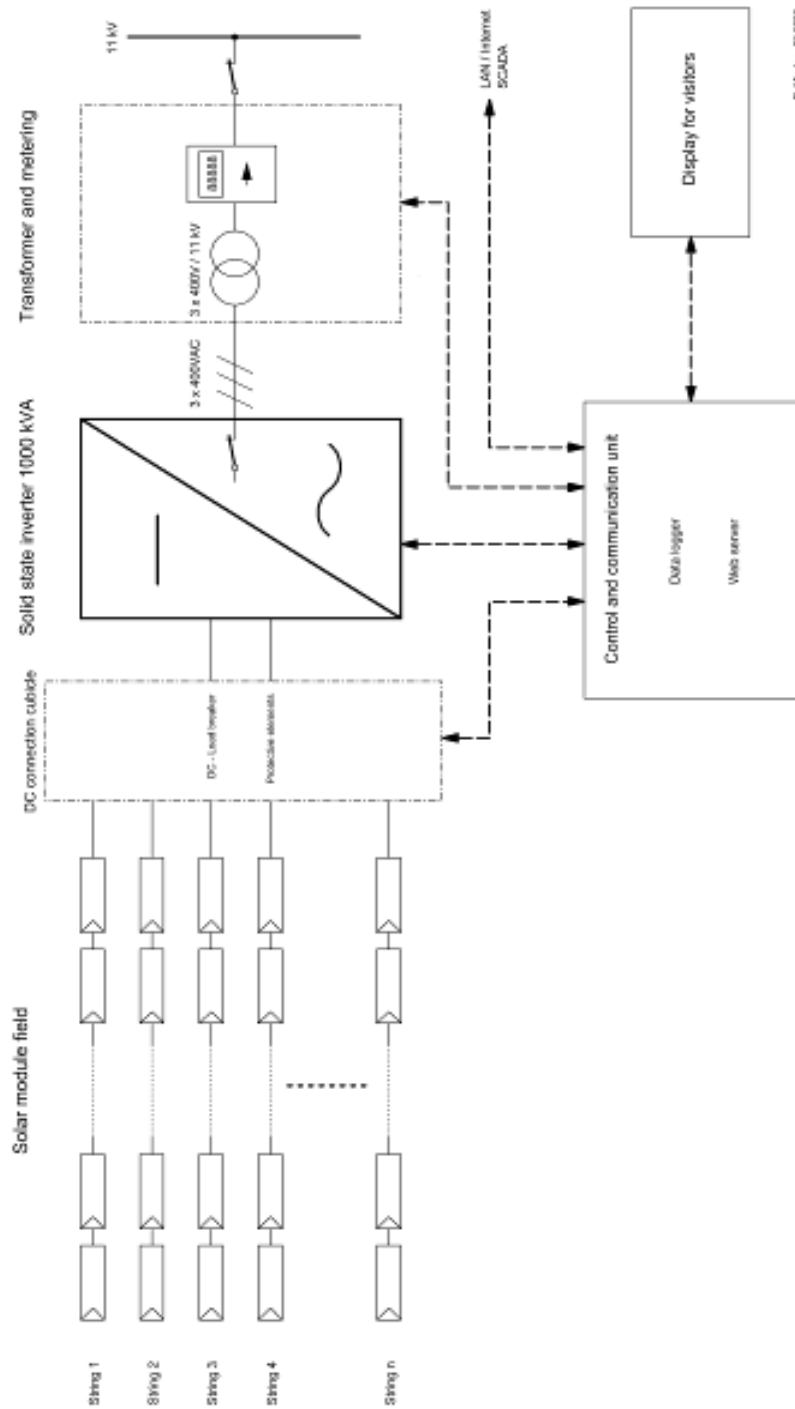 11 kV
Transformer and metering
3 x 400V / 11 kV
88888
LAN / Internet
SCADA
Display for visitors
3 x 400VAC
Solid state inverter 1000 kVA
Control and communication unit
Data logger
Web server
DC connection cubicle
DC - Load breaker
Protective elements
Solar module field
String 1
String 2
String 3
String 4
String n